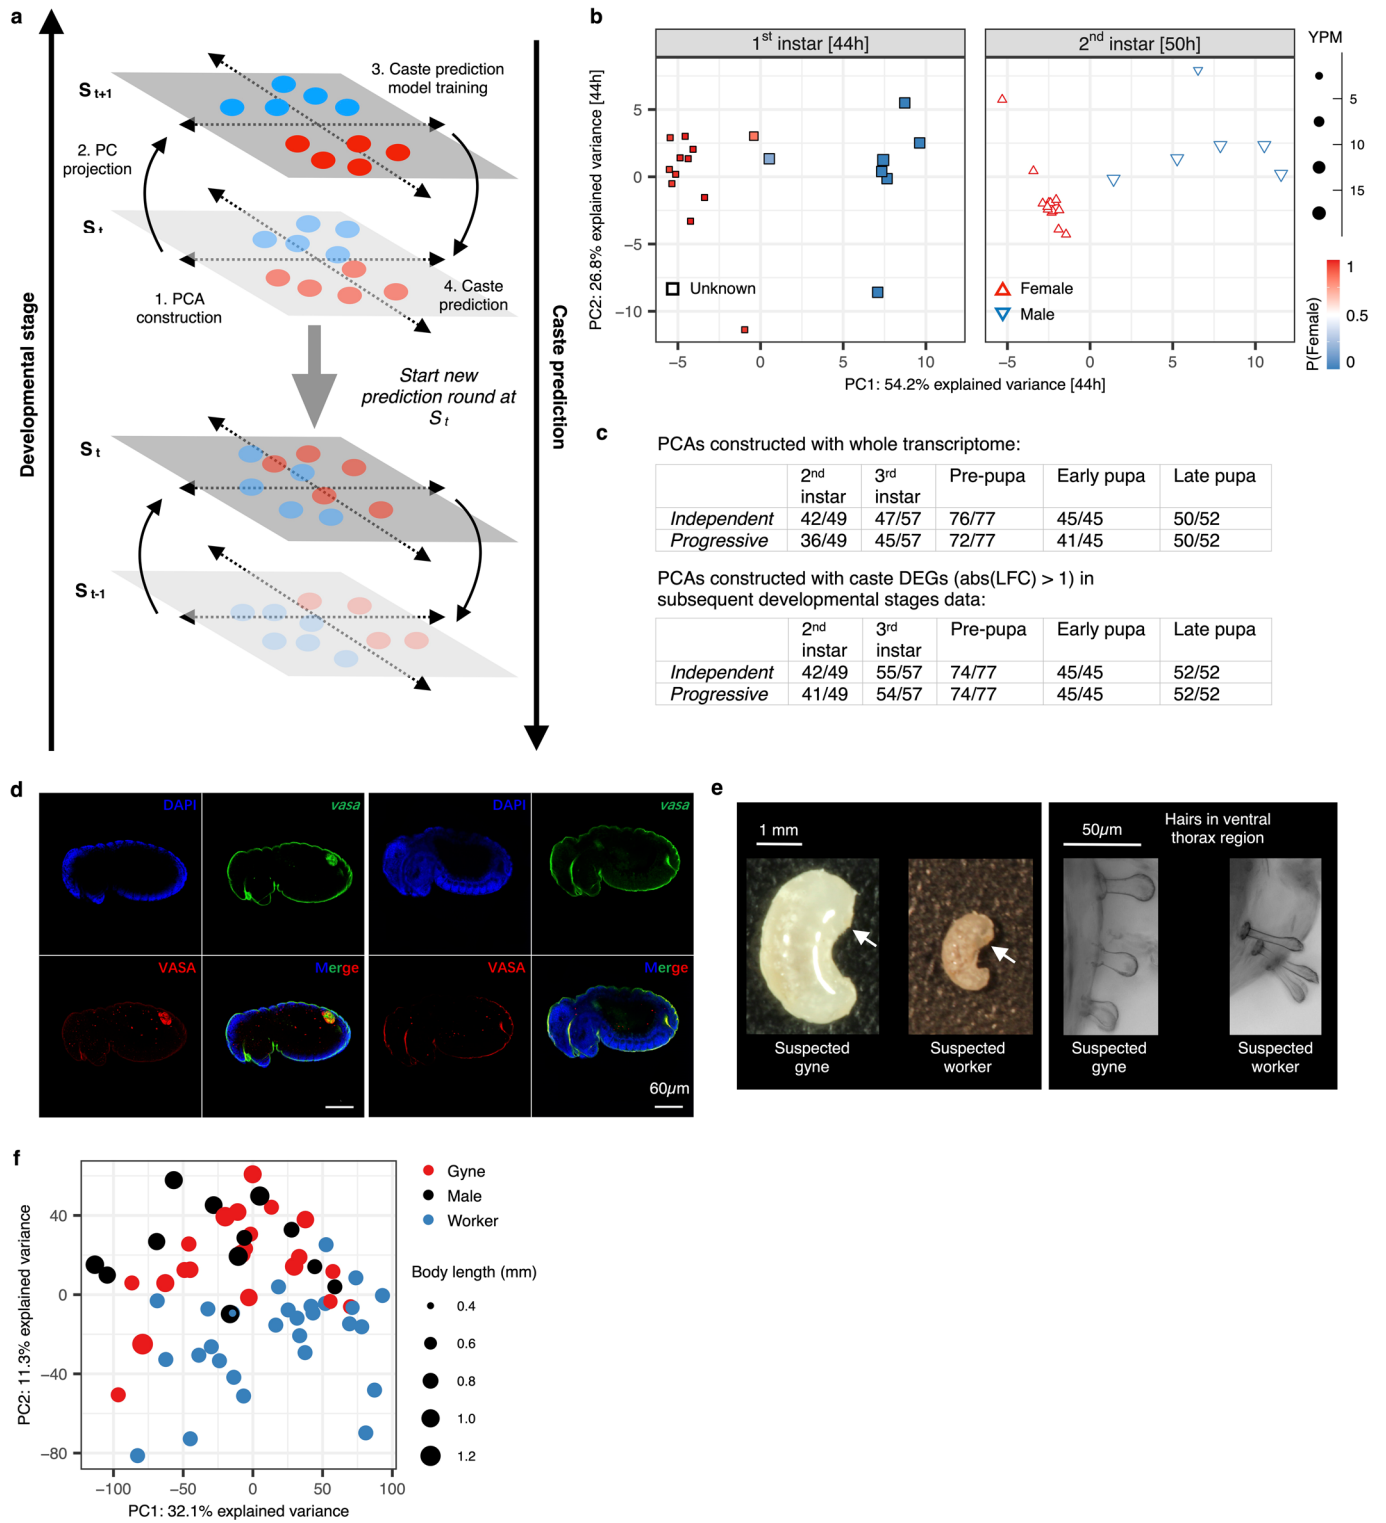 a
Developmental stage
S t+1
3. Caste prediction
model training
2. PC
projection
S t
1. PCA
construction
4. Caste
prediction
Start new
prediction round at
S t
Caste prediction
S t
S t-1
b
1st instar [44h]
2nd instar [50h]
PC2: 26.8% explained variance [44h]
5
0
−5
−10
Unknown
Female
Male
−5
0
5
10
−5
0
5
10
PC1: 54.2% explained variance [44h]
YPM
5
10
15
P(Female)
1
0.5
0
c
PCAs constructed with whole transcriptome:
2nd instar 3rd instar Pre-pupa Early pupa Late pupa
Independent 42/49 47/57 76/77 45/45 50/52
Progressive 36/49 45/57 72/77 41/45 50/52
PCAs constructed with caste DEGs (abs(LFC) > 1) in
subsequent developmental stages data:
2nd instar 3rd instar Pre-pupa Early pupa Late pupa
Independent 42/49 55/57 74/77 45/45 52/52
Progressive 41/49 54/57 74/77 45/45 52/52
d
DAPI
vasa
DAPI
vasa
VASA
Merge
VASA
Merge
60µm
e
1 mm
50µm
Hairs in ventral
thorax region
Suspected
gyne
Suspected
worker
Suspected
gyne
Suspected
worker
f
PC2: 11.3% explained variance
40
0
−40
−80
−100
−50
0
50
100
PC1: 32.1% explained variance
Gyne
Male
Worker
Body length (mm)
0.4
0.6
0.8
1.0
1.2